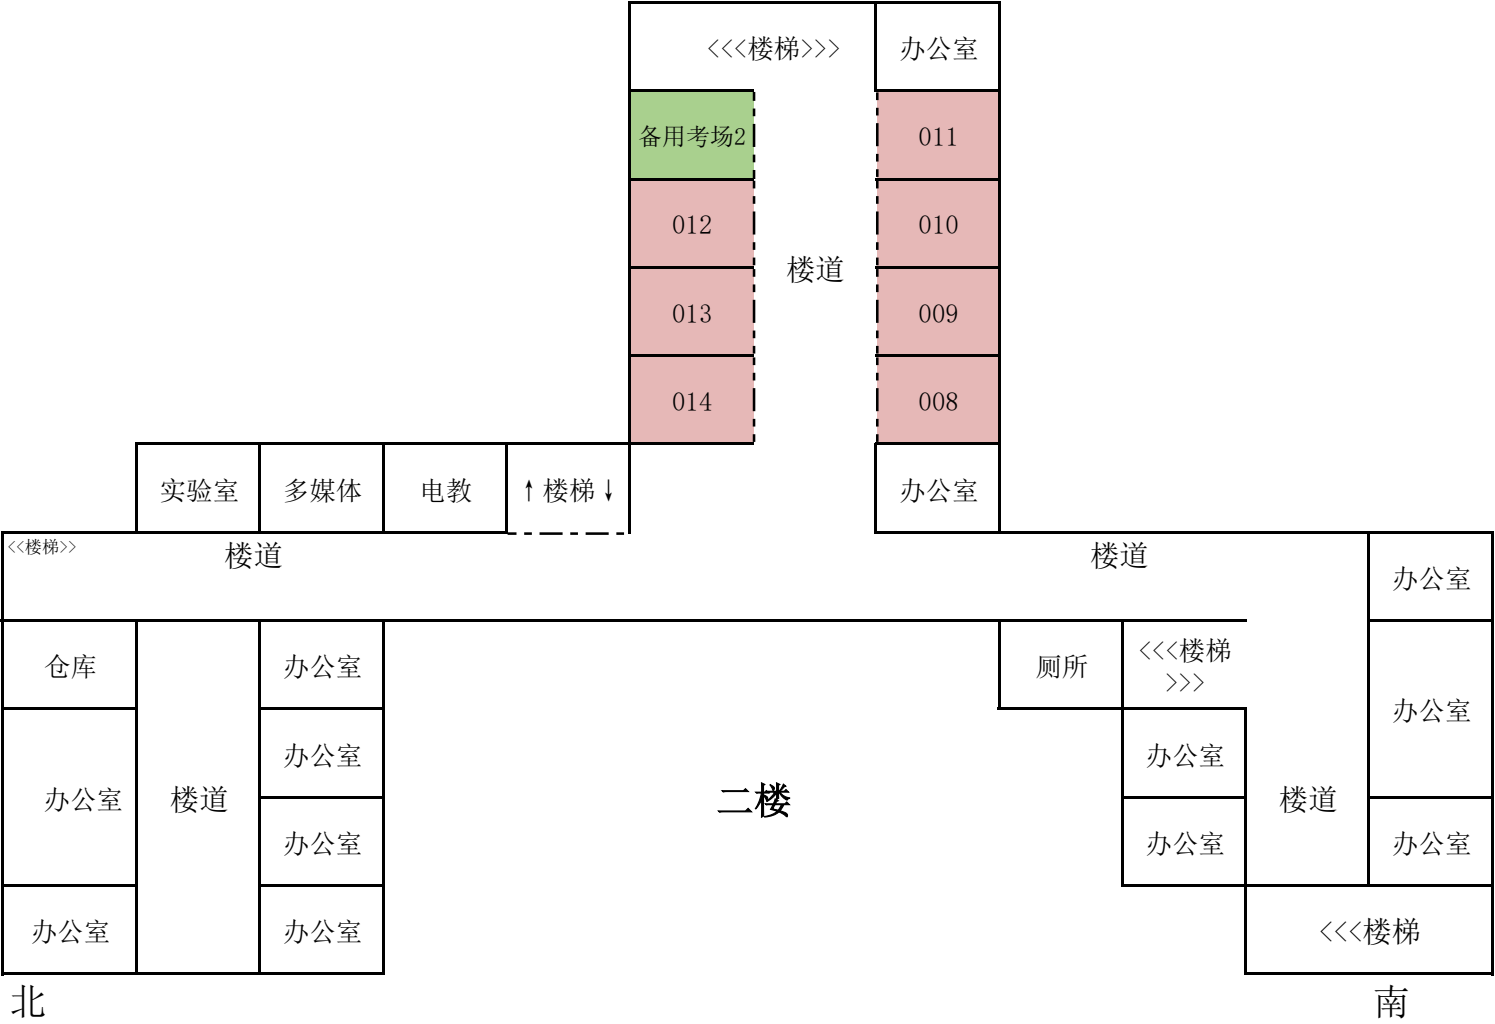 <<<楼梯>>>
办公室
备用考场2
011
012
010
楼道
013
009
014
008
实验室
多媒体
电教
↑楼梯↓
办公室
<<楼梯>>
楼道
楼道
办公室
仓库
办公室
厕所
<<<楼梯
>>>
办公室
办公室
办公室
办公室
楼道
二楼
楼道
办公室
办公室
办公室
办公室
办公室
<<<楼梯
北
南